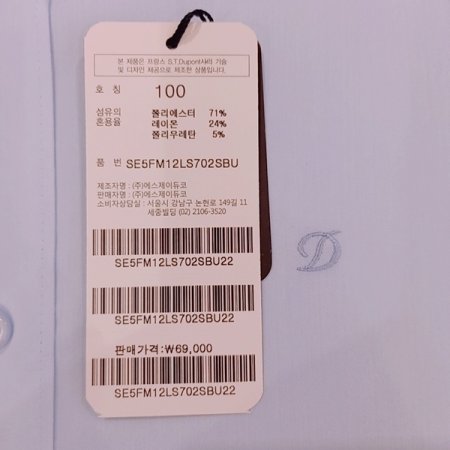 본 제품은 프랑스 S.T.Dupont사의 기술
및 디자인 제공으로 제조한 상품입니다.
호 칭 100
섬유의 폴리에스터 71%
혼용율 레이온 24%
폴리우레탄 5%
품 번 SE5FM12LS702SBU
제조자명 : (주)에스제이듀코
판매자명 : (주)에스제이듀코
소비자상담실 : 서울시 강남구 논현로 149길 11
세중빌딩 (02) 2106-3520
SE5FM12LS702SBU22
SE5FM12LS702SBU22
판매가격:₩69,000
SE5FM12LS702SBU22
D